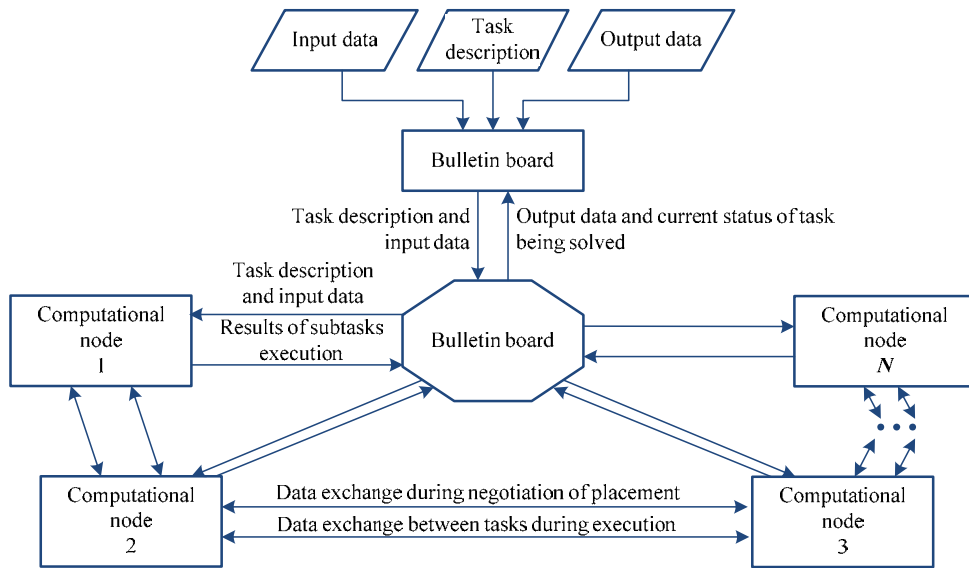 Input data
Task
description
Output data
Bulletin board
Task description and
input data
Output data and current status of task
being solved
Task description
and input data
Computational
node
1
Results of subtasks
execution
Bulletin board
Computational
node
N
Computational
node
2
Data exchange during negotiation of placement
Data exchange between tasks during execution
Computational
node
3